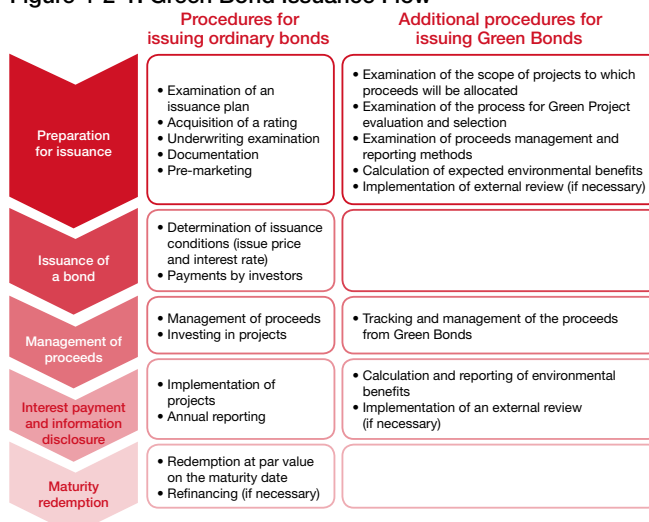 Procedures for
issuing ordinary bonds
Additional procedures for
issuing Green Bonds
Preparation
for issuance
• Examination of an
issuance plan
• Acquisition of a rating
• Underwriting examination
• Documentation
• Pre-marketing
• Examination of the scope of projects to which
proceeds will be allocated
• Examination of the process for Green Project
evaluation and selection
• Examination of proceeds management and
reporting methods
• Calculation of expected environmental benefits
• Implementation of external review (if necessary)
Issuance of
a bond
• Determination of issuance
conditions (issue price
and interest rate)
• Payments by investors
Management of
proceeds
• Management of proceeds
• Investing in projects
• Tracking and management of the proceeds
from Green Bonds
Interest payment
and information
disclosure
• Implementation of
projects
• Annual reporting
• Calculation and reporting of environmental
benefits
• Implementation of an external review
(if necessary)
Maturity
redemption
• Redemption at par value
on the maturity date
• Refinancing (if necessary)